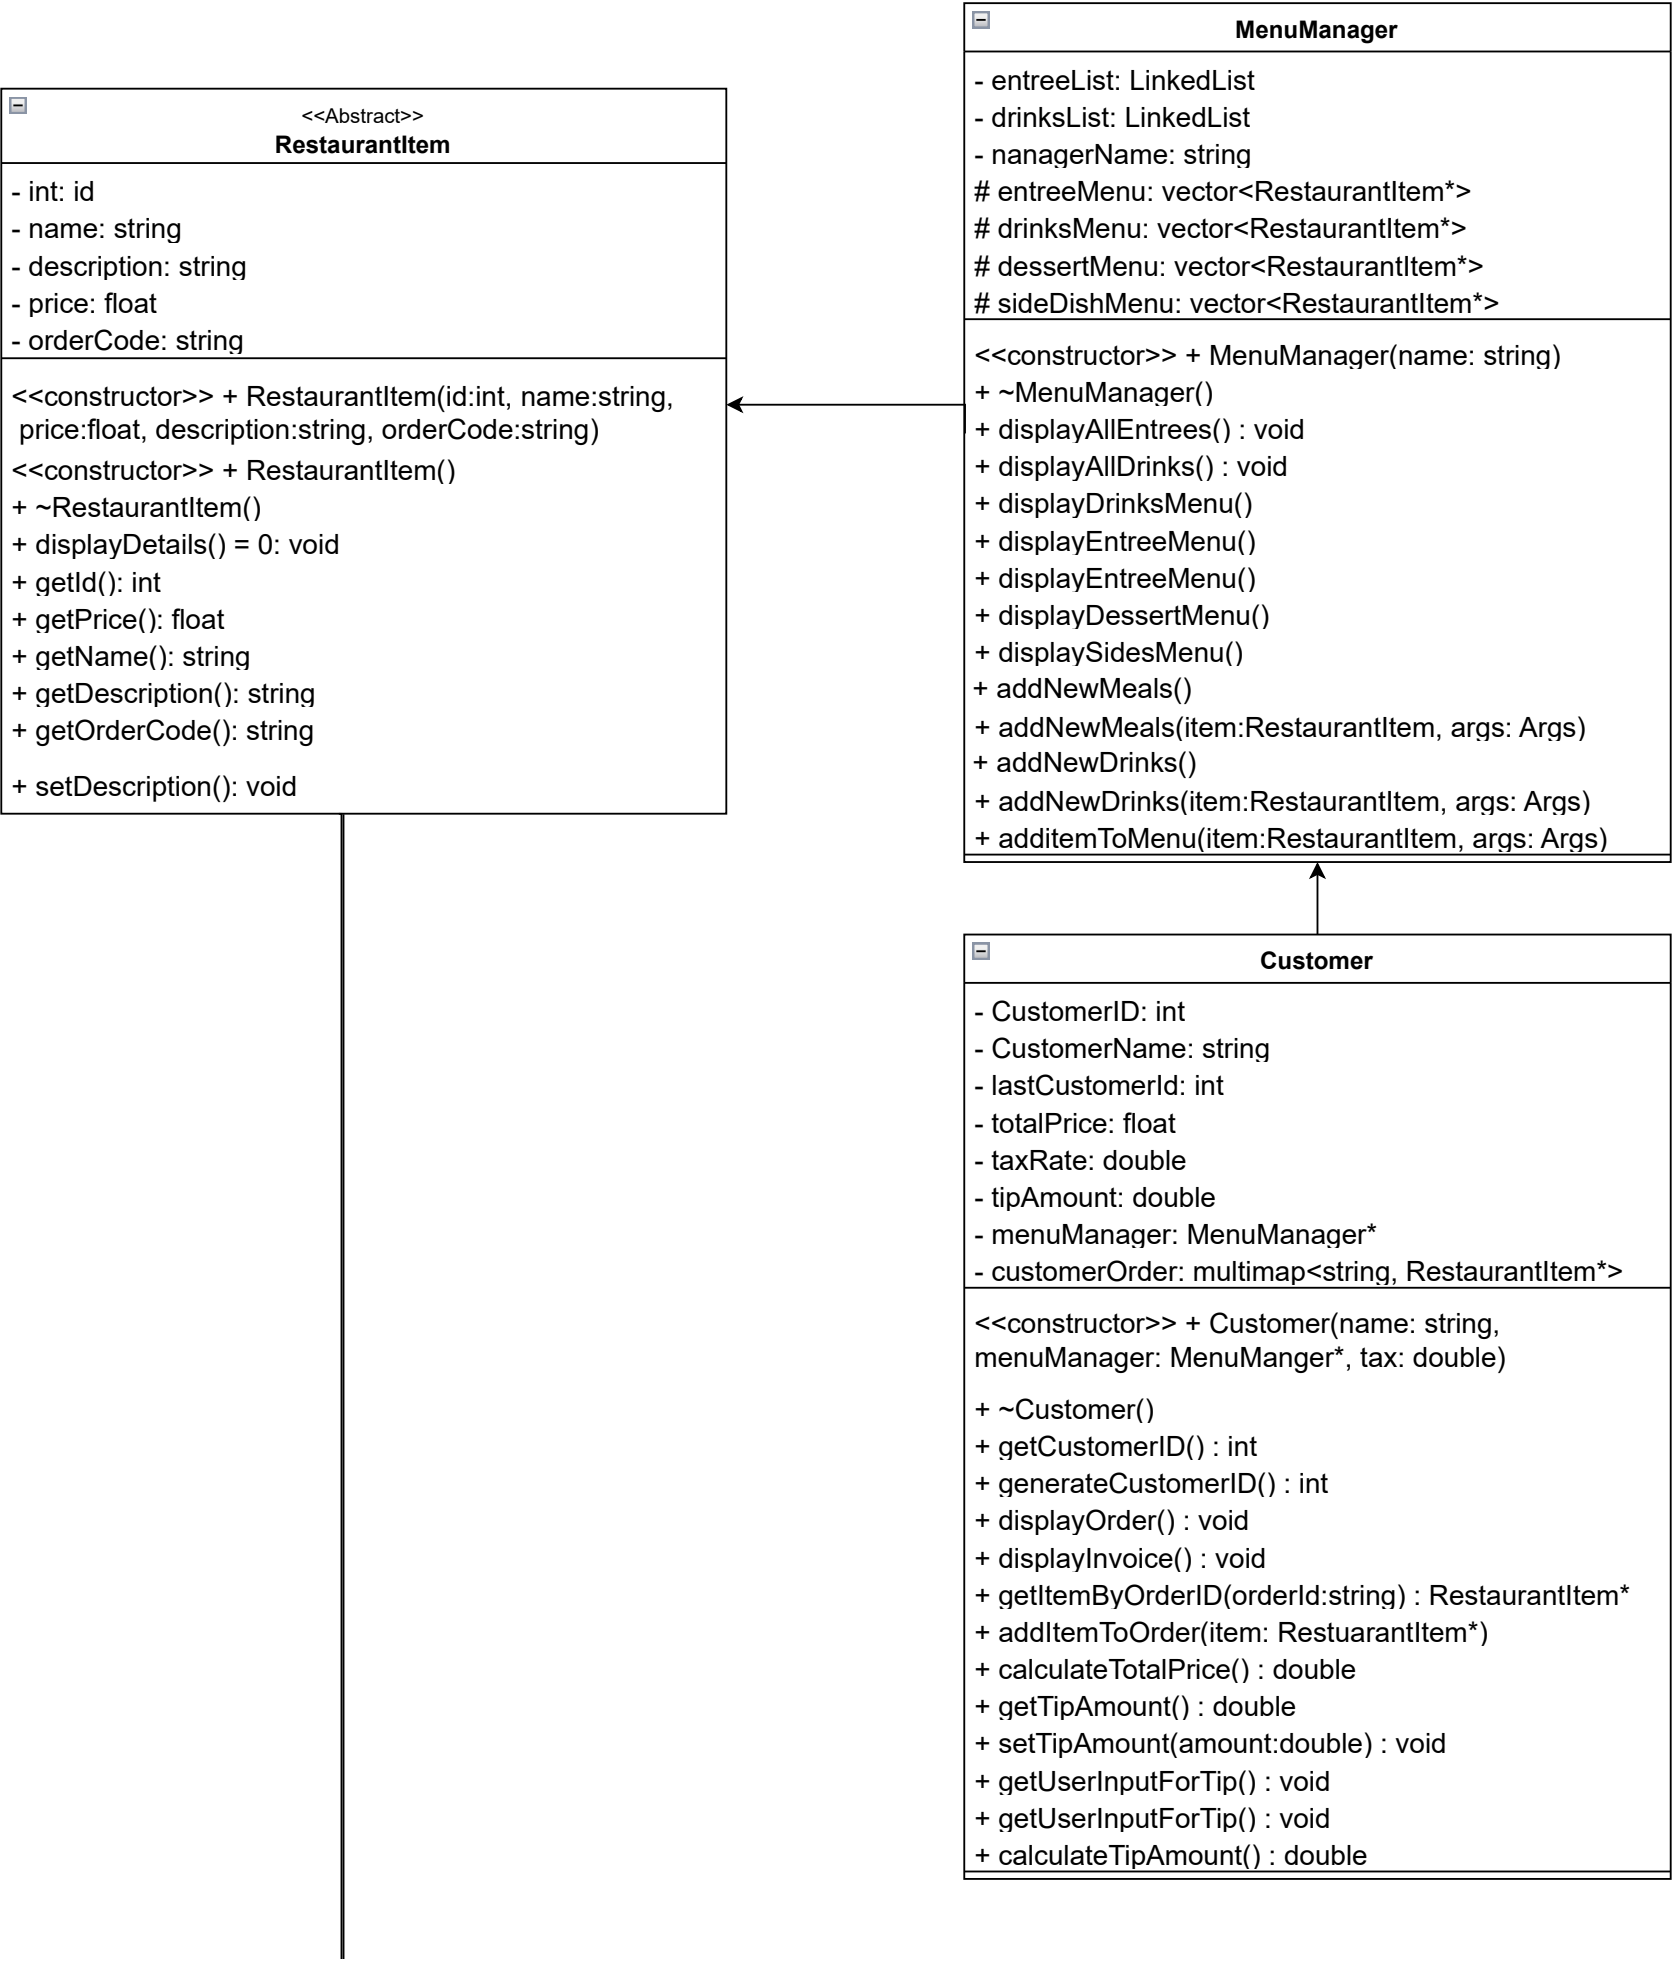 <<Abstract>>
RestaurantItem
- int: id
- name: string
- description: string
- price: float
- orderCode: string
<<constructor>> + RestaurantItem(id:int, name:string,
price:float, description:string, orderCode:string)
<<constructor>> + RestaurantItem()
+ ~RestaurantItem()
+ displayDetails() = 0: void
+ getId(): int
+ getPrice(): float
+ getName(): string
+ getDescription(): string
+ getOrderCode(): string
+ setDescription(): void
MenuManager
- entreeList: LinkedList
- drinksList: LinkedList
- nanagerName: string
# entreeMenu: vector<RestaurantItem*>
# drinksMenu: vector<RestaurantItem*>
# dessertMenu: vector<RestaurantItem*>
# sideDishMenu: vector<RestaurantItem*>
<<constructor>> + MenuManager(name: string)
+ ~MenuManager()
+ displayAllEntrees() : void
+ displayAllDrinks() : void
+ displayDrinksMenu()
+ displayEntreeMenu()
+ displayEntreeMenu()
+ displayDessertMenu()
+ displaySidesMenu()
+ addNewMeals()
+ addNewMeals(item:RestaurantItem, args: Args)
+ addNewDrinks()
+ addNewDrinks(item:RestaurantItem, args: Args)
+ additemToMenu(item:RestaurantItem, args: Args)
Customer
- CustomerID: int
- CustomerName: string
- lastCustomerId: int
- totalPrice: float
- taxRate: double
- tipAmount: double
- menuManager: MenuManager*
- customerOrder: multimap<string, RestaurantItem*>
<<constructor>> + Customer(name: string,
menuManager: MenuManger*, tax: double)
+ ~Customer()
+ getCustomerID() : int
+ generateCustomerID() : int
+ displayOrder() : void
+ displayInvoice() : void
+ getItemByOrderID(orderId:string) : RestaurantItem*
+ addItemToOrder(item: RestuarantItem*)
+ calculateTotalPrice() : double
+ getTipAmount() : double
+ setTipAmount(amount:double) : void
+ getUserInputForTip() : void
+ getUserInputForTip() : void
+ calculateTipAmount() : double